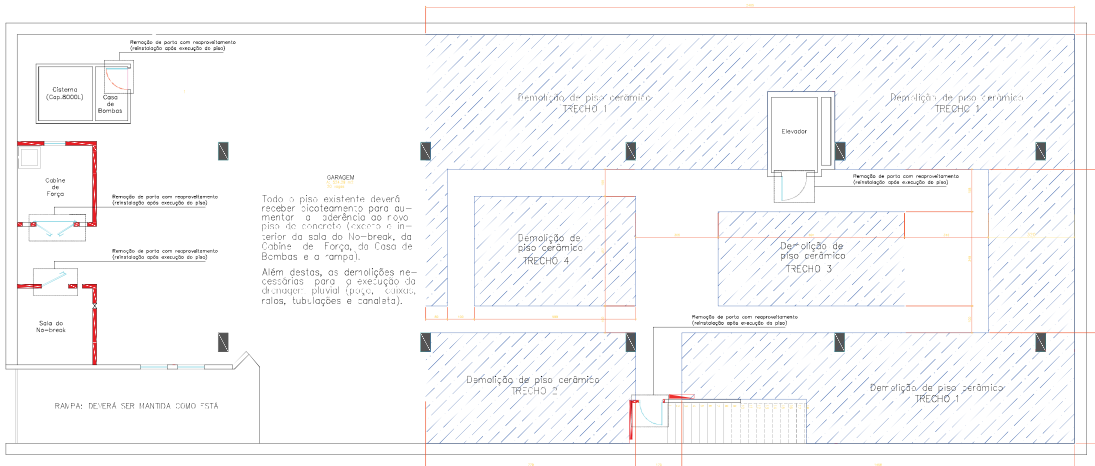 Remoção de porta com reaproveitamento
(reinstalação após execução do piso)
Cisterna
(Cap.8000L)
Casa
de
Bombas
Demolição de piso cerâmico
TRECHO 1
Demolição de piso cerâmico
TRECHO 1
Elevador
Cabine
de
Força
GARAGEM
Remoção de porta com reaproveitamento
(reinstalação após execução do piso)
Remoção de porta com reaproveitamento
(reinstalação após execução do piso)
Todo o piso existente deverá
receber picoteamento para au-
mentar a aderência ao novo
piso de concreto (exceto o in-
terior da sala do No-break, da
Cabine de Força, da Casa de
Bombas e a rampa).
Além destas, as demolições ne-
cessárias para a execução da
drenagem pluvial (poço, caixas,
ralos, tubulações e canaleta).
Demolição de
piso cerâmico
TRECHO 4
Demolição de
piso cerâmico
TRECHO 3
Remoção de porta com reaproveitamento
(reinstalação após execução do piso)
Sala do
No-break
Remoção de porta com reaproveitamento
(reinstalação após execução do piso)
Demolição de piso cerâmico
TRECHO 2
Demolição de piso cerâmico
TRECHO 1
RAMPA: DEVERÁ SER MANTIDA COMO ESTÁ